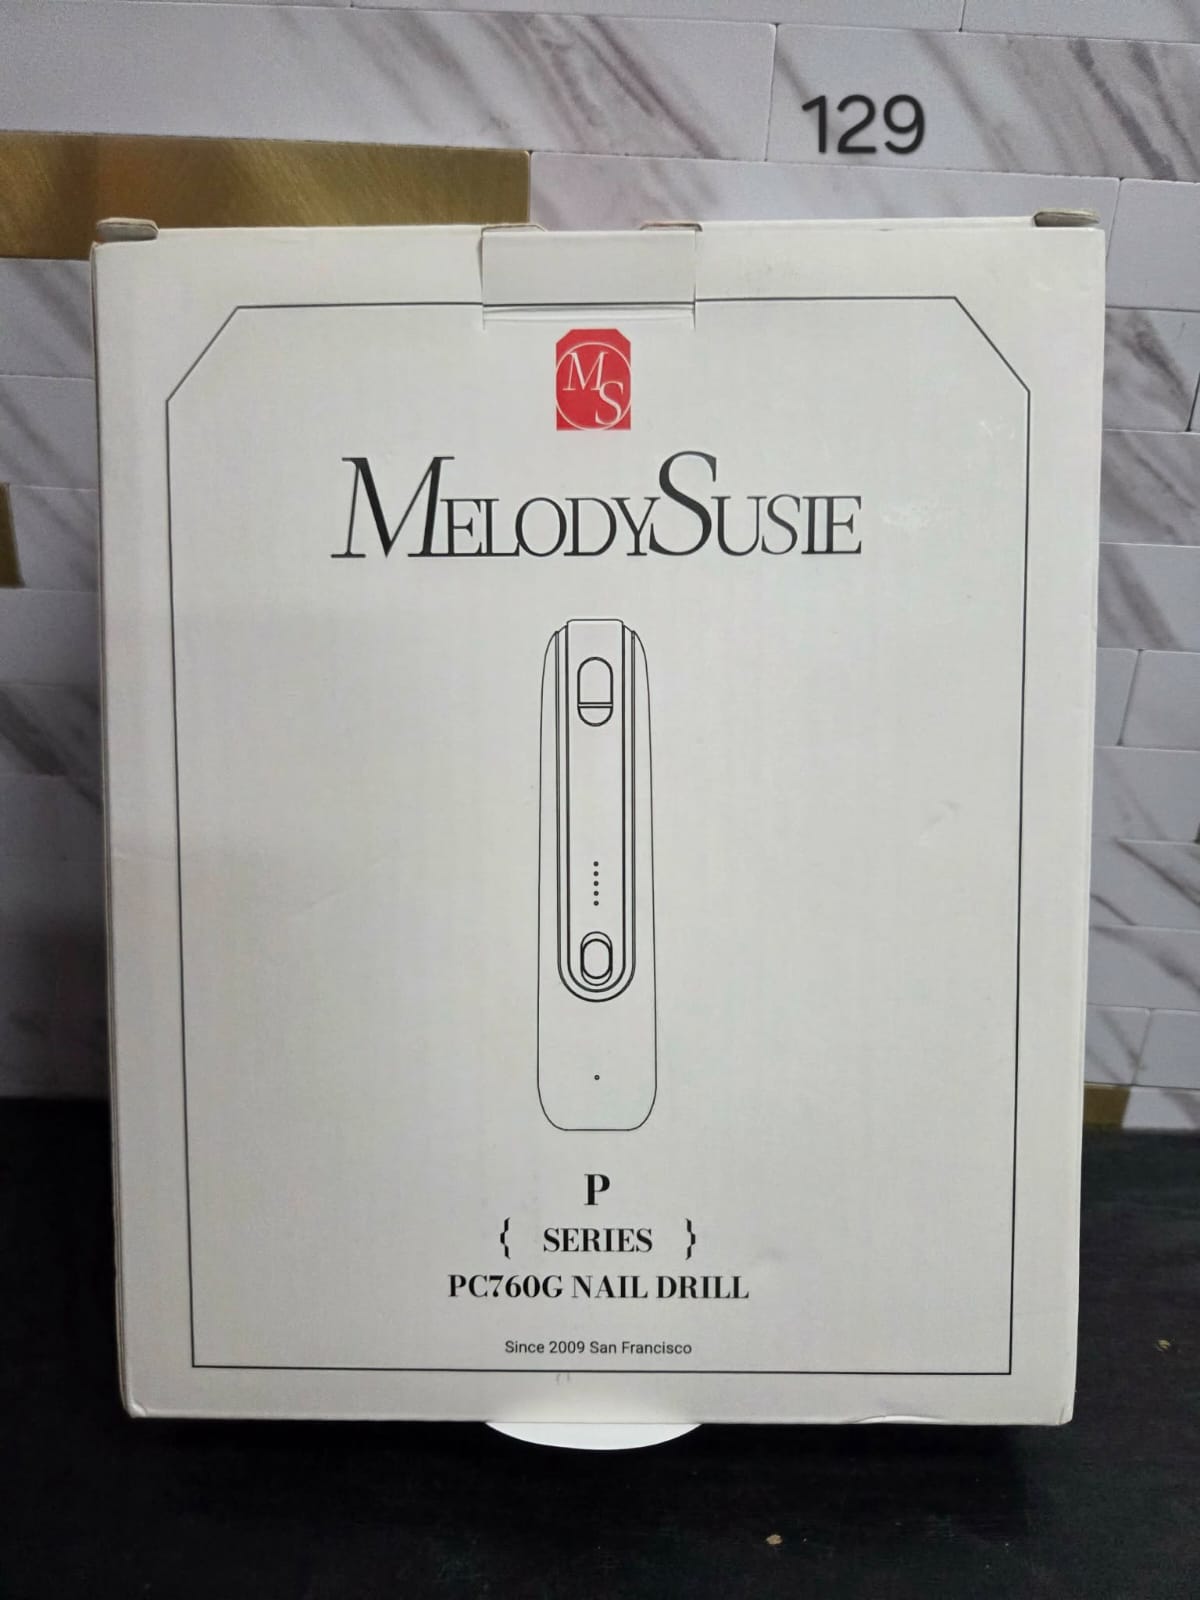 129
MS
MELODYSUSIE
P
{ SERIES }
PC760G NAIL DRILL
Since 2009 San Francisco